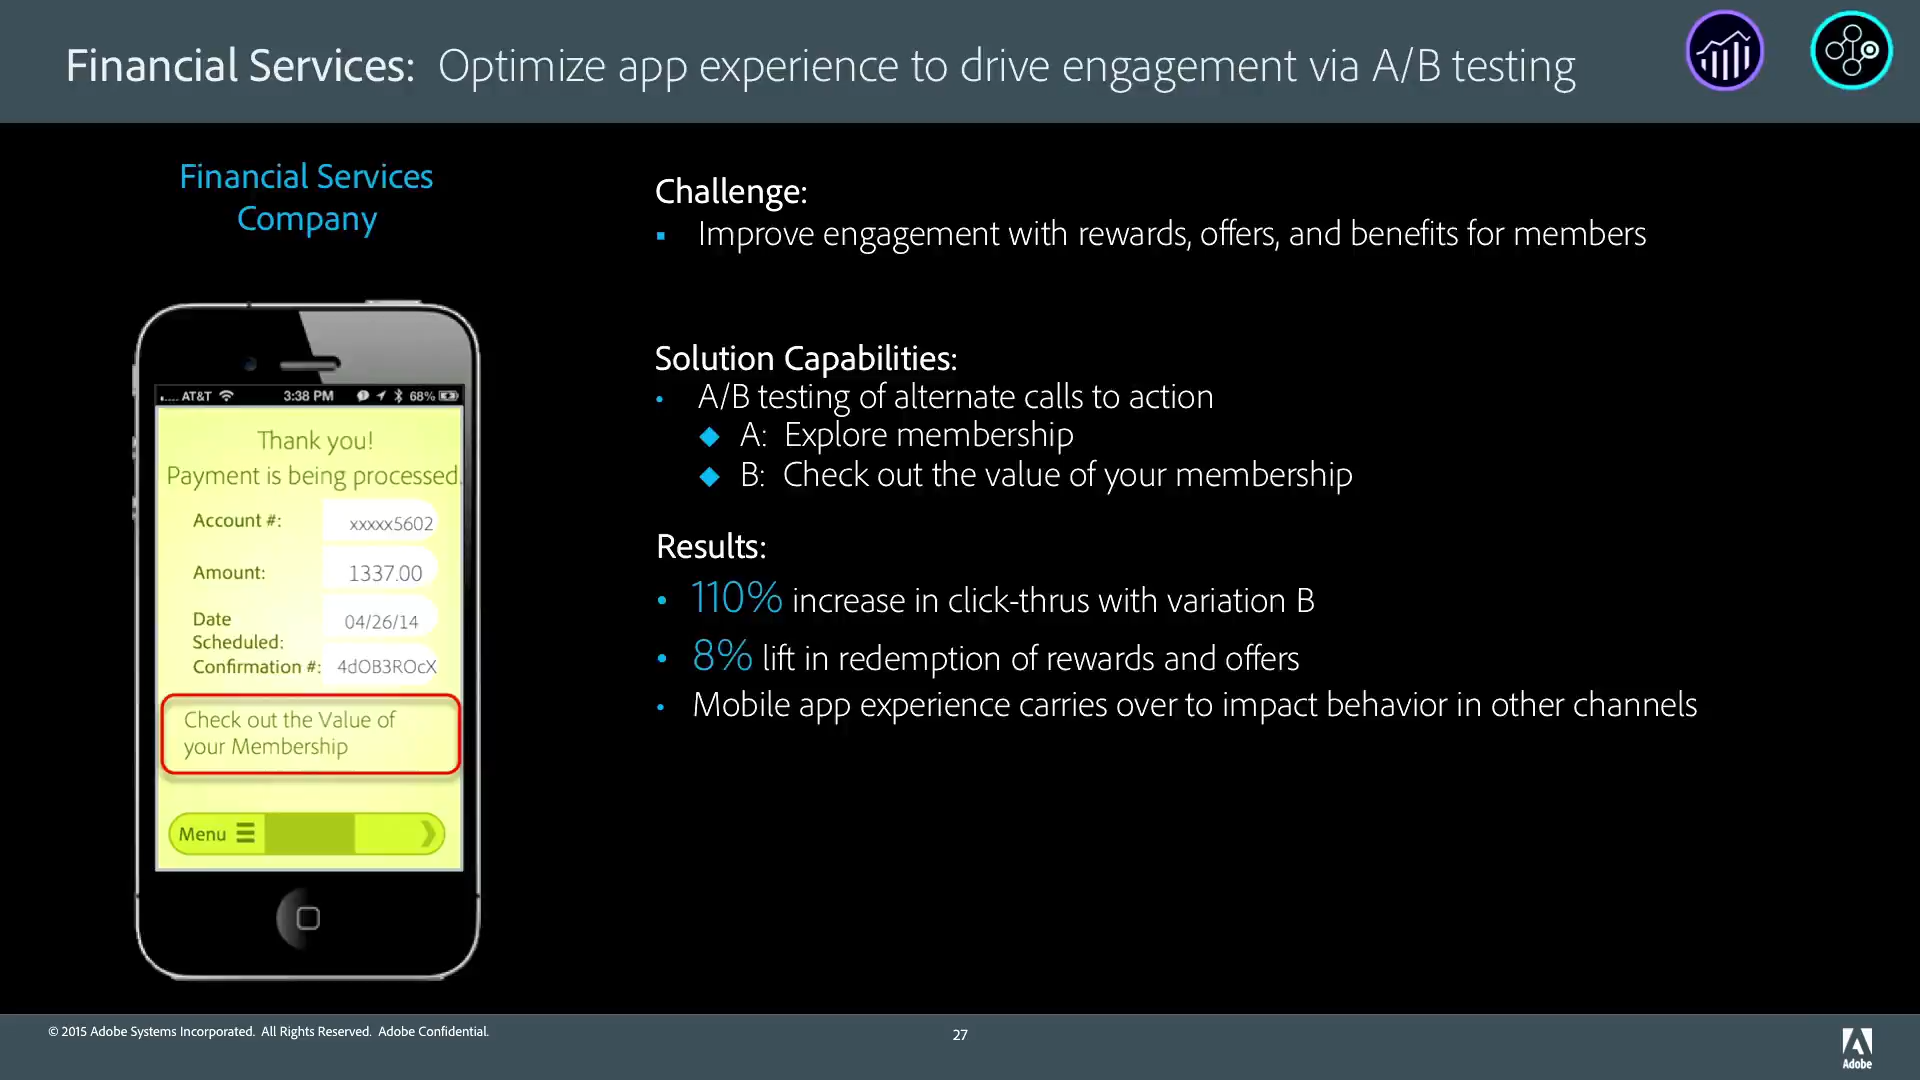 Financial Services: Optimize app experience to drive engagement via A/B testing
Financial Services
Company
Challenge:
Improve engagement with rewards, offers, and benefits for members
Solution Capabilities:
A/B testing of alternate calls to action
A: Explore membership
B: Check out the value of your membership
Results:
110% increase in click-thrus with variation B
8% lift in redemption of rewards and offers
Mobile app experience carries over to impact behavior in other channels
AT&T 3:38 PM 68%
Thank you!
Payment is being processed.
Account #: xxxxx5602
Amount: 1337.00
Date
Scheduled: 04/26/14
Confirmation #: 4dOB3ROcX
Check out the Value of
your Membership
Menu
© 2015 Adobe Systems Incorporated. All Rights Reserved. Adobe Confidential.
27
Adobe